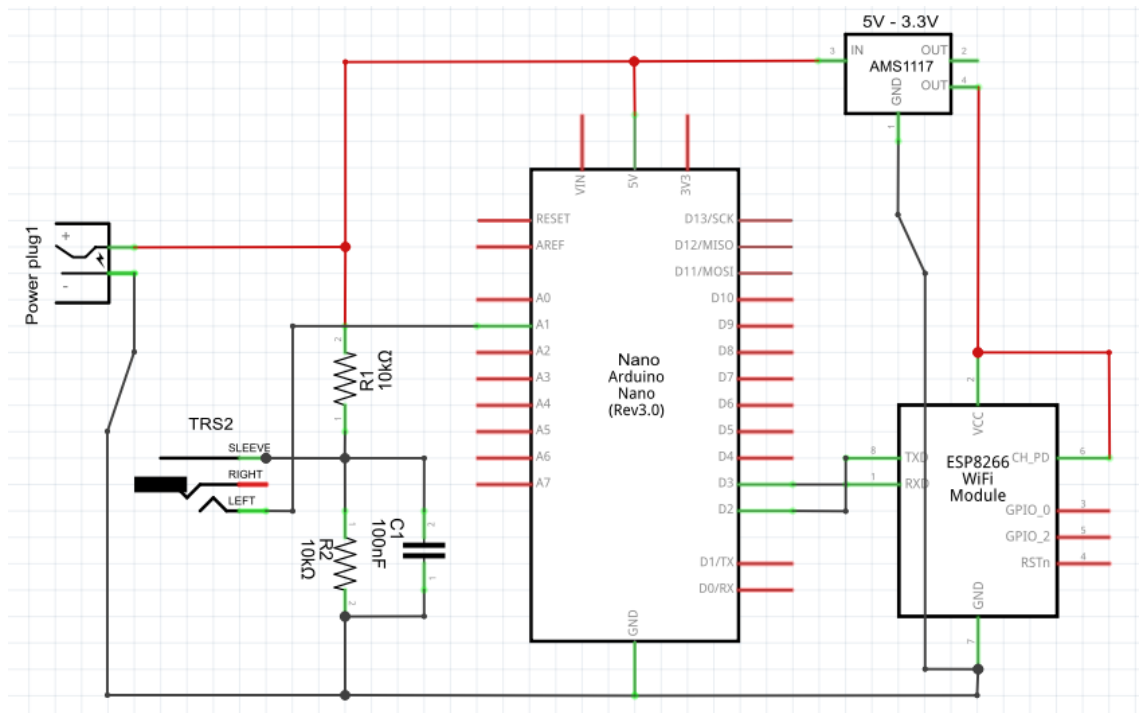 5V - 3.3V
3 IN OUT 2
AMS1117
OUT 4
GND
1
VIN 5V 3V3
Power plug1
+
-
RESET D13/SCK
AREF D12/MISO
D11/MOSI
A0 D10
A1 D9
A2 D8
A3 D7
A4 D6
A5 D5
A6 D4
A7 D3
D2
D1/TX
D0/RX
GND
Nano
Arduino
Nano
(Rev3.0)
2
R1
10kΩ
1
TRS2
SLEEVE
RIGHT
LEFT
1
R2
10kΩ
2
2
C1
100nF
1
2
VCC
8 TXD CH_PD 6
1 RXD
ESP8266
WiFi
Module
GPIO_0 3
GPIO_2 5
RSTn 4
GND
7